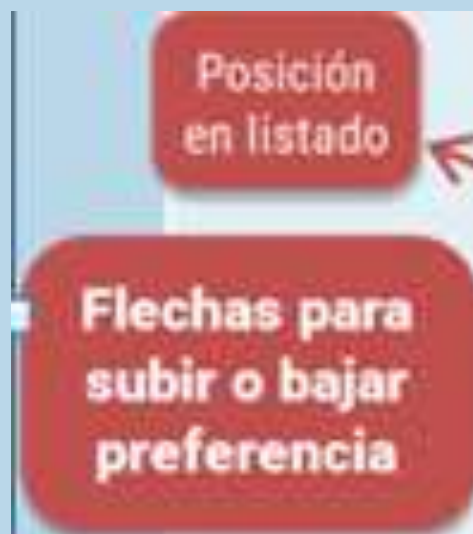 Posición
en listado
Flechas para
subir o bajar
preferencia